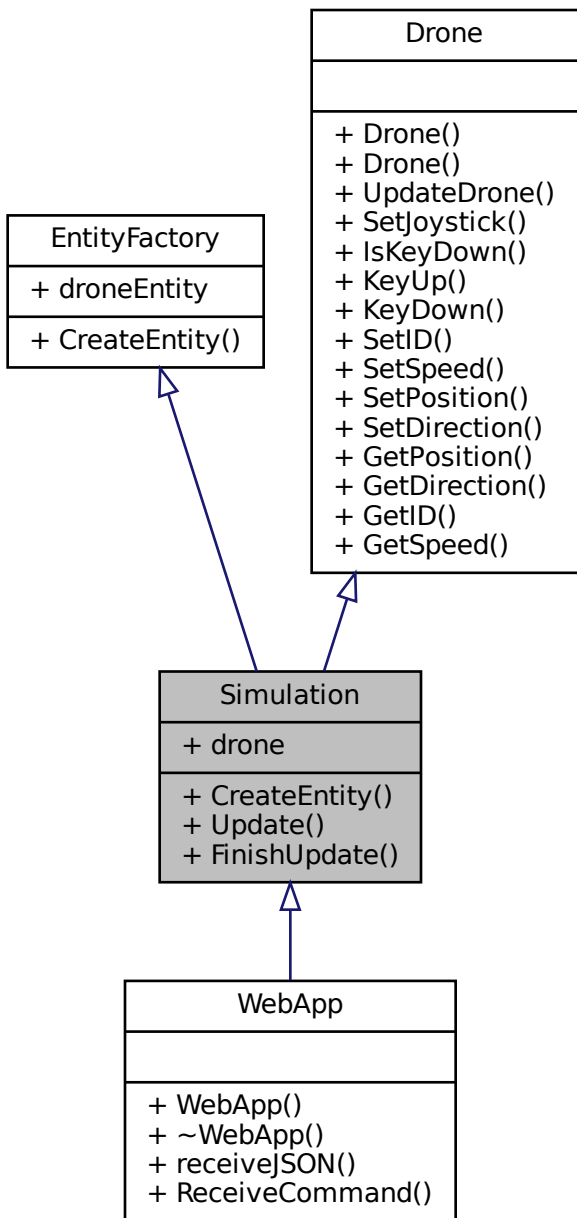 Drone
+ Drone()
+ Drone()
+ UpdateDrone()
+ SetJoystick()
+ IsKeyDown()
+ KeyUp()
+ KeyDown()
+ SetID()
+ SetSpeed()
+ SetPosition()
+ SetDirection()
+ GetPosition()
+ GetDirection()
+ GetID()
+ GetSpeed()
EntityFactory
+ droneEntity
+ CreateEntity()
Simulation
+ drone
+ CreateEntity()
+ Update()
+ FinishUpdate()
WebApp
+ WebApp()
+ ~WebApp()
+ receiveJSON()
+ ReceiveCommand()